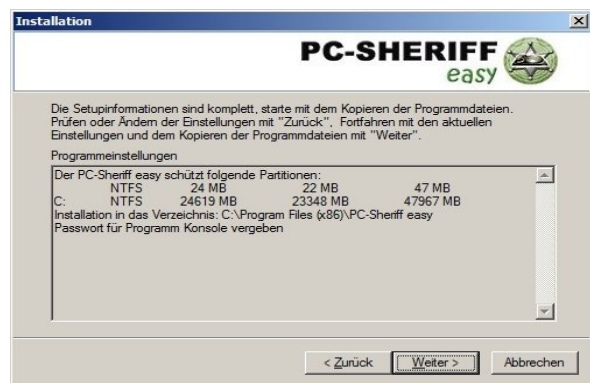 Installation
PC-SHERIFF
easy
Die Setupinformationen sind komplett, starte mit dem Kopieren der Programmdateien.
Prüfen oder Ändern der Einstellungen mit "Zurück", Fortfahren mit den aktuellen
Einstellungen und dem Kopieren der Programmdateien mit "Weiter".
Programmeinstellungen
Der PC-Sheriff easy schützt folgende Partitionen:
NTFS 24 MB 22 MB 47 MB
C: NTFS 24619 MB 23348 MB 47967 MB
Installation in das Verzeichnis: C:\Program Files (x86)\PC-Sheriff easy
Passwort für Programm Konsole vergeben
< Zurück Weiter > Abbrechen